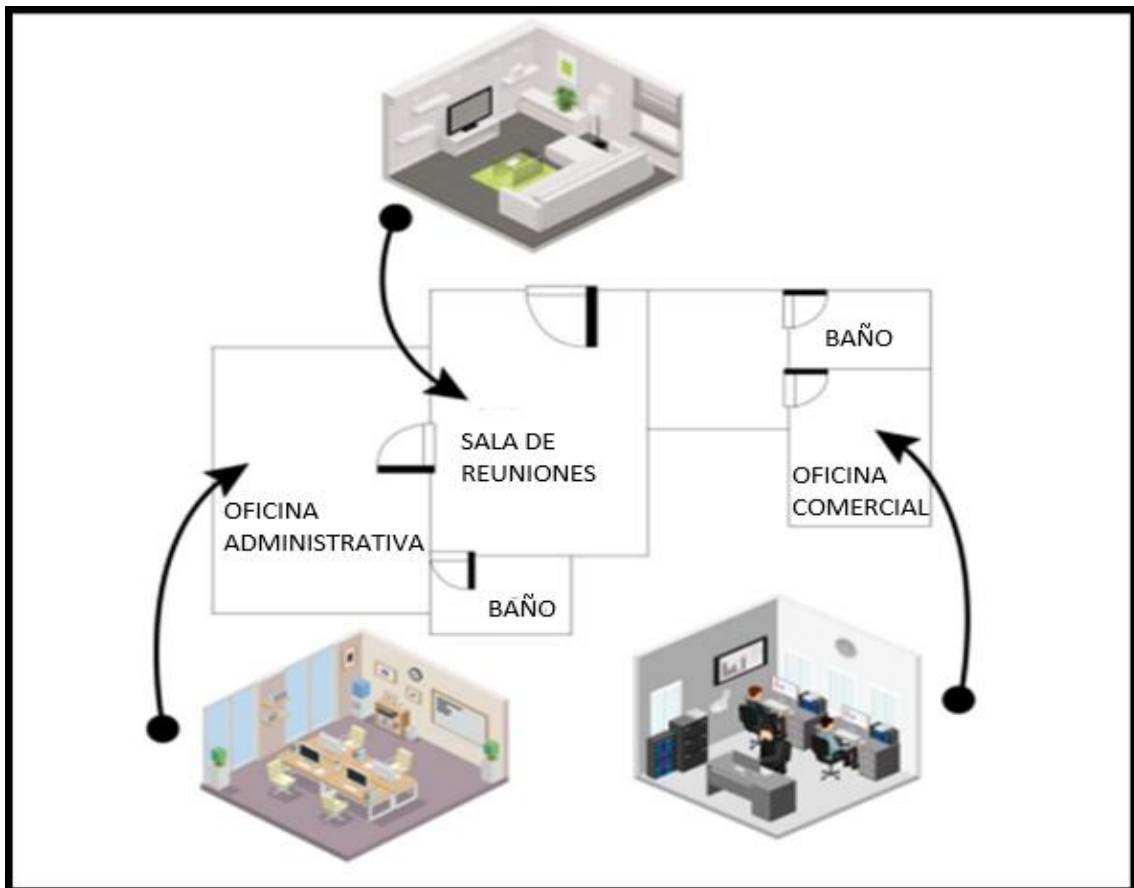 BAÑO
SALA DE
REUNIONES
OFICINA
COMERCIAL
OFICINA
ADMINISTRATIVA
BAÑO